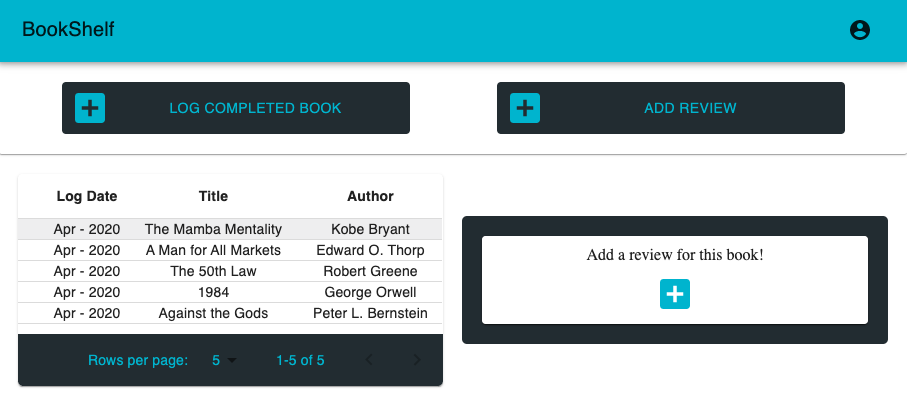 BookShelf
LOG COMPLETED BOOK
ADD REVIEW
Log Date Title Author
Apr - 2020 The Mamba Mentality Kobe Bryant
Apr - 2020 A Man for All Markets Edward O. Thorp
Apr - 2020 The 50th Law Robert Greene
Apr - 2020 1984 George Orwell
Apr - 2020 Against the Gods Peter L. Bernstein
Rows per page: 5 1-5 of 5
Add a review for this book!